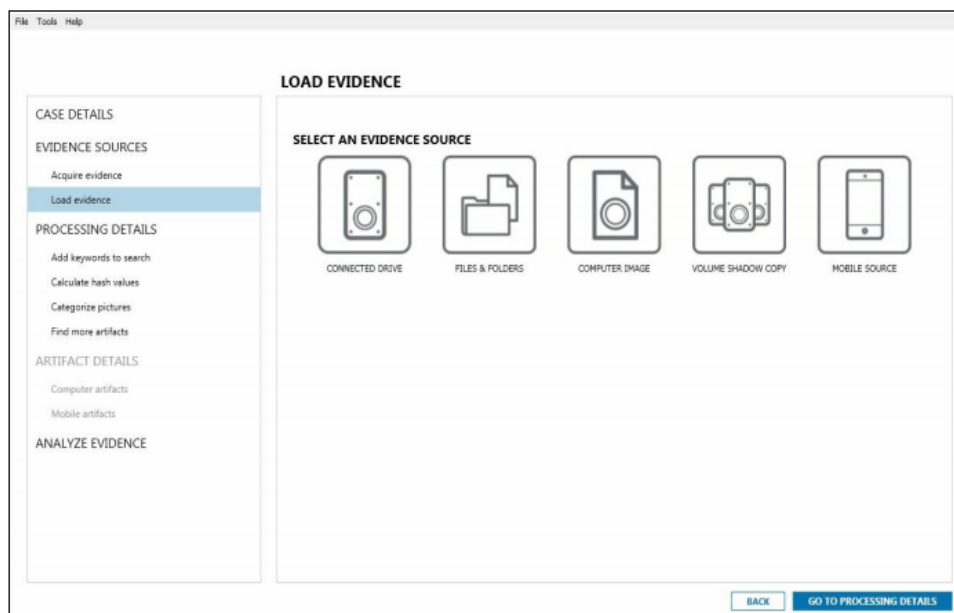 File Tools Help
LOAD EVIDENCE
CASE DETAILS
EVIDENCE SOURCES
Acquire evidence
Load evidence
PROCESSING DETAILS
Add keywords to search
Calculate hash values
Categorize pictures
Find more artifacts
ARTIFACT DETAILS
Computer artifacts
Mobile artifacts
ANALYZE EVIDENCE
SELECT AN EVIDENCE SOURCE
CONNECTED DRIVE
FILES & FOLDERS
COMPUTER IMAGE
VOLUME SHADOW COPY
MOBILE SOURCE
BACK
GO TO PROCESSING DETAILS